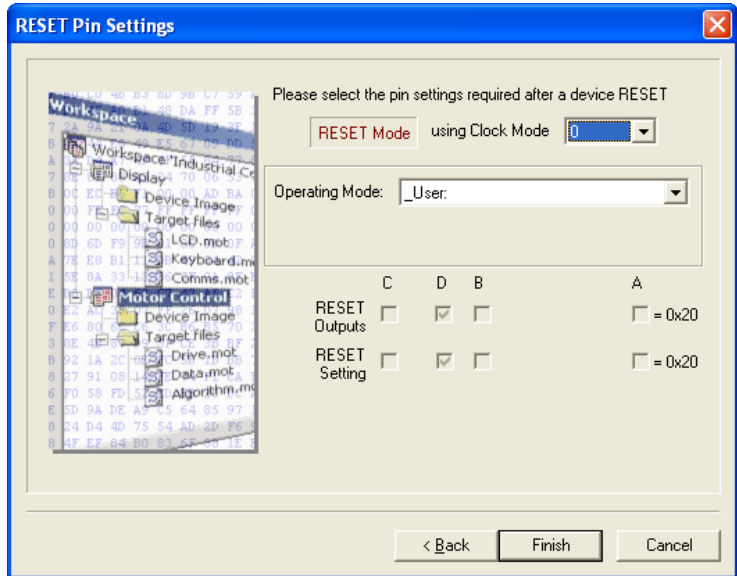 RESET Pin Settings
Workspace
Workspace 'Industrial Co
Display
Device Image
Target files
LCD.mot
Keyboard.m
Comms.mot
Motor Control
Device Image
Target files
Drive.mot
Data.mot
Algorithm.mo
Please select the pin settings required after a device RESET
RESET Mode using Clock Mode 0
Operating Mode: _User:
C D B A
RESET Outputs = 0x20
RESET Setting = 0x20
< Back Finish Cancel